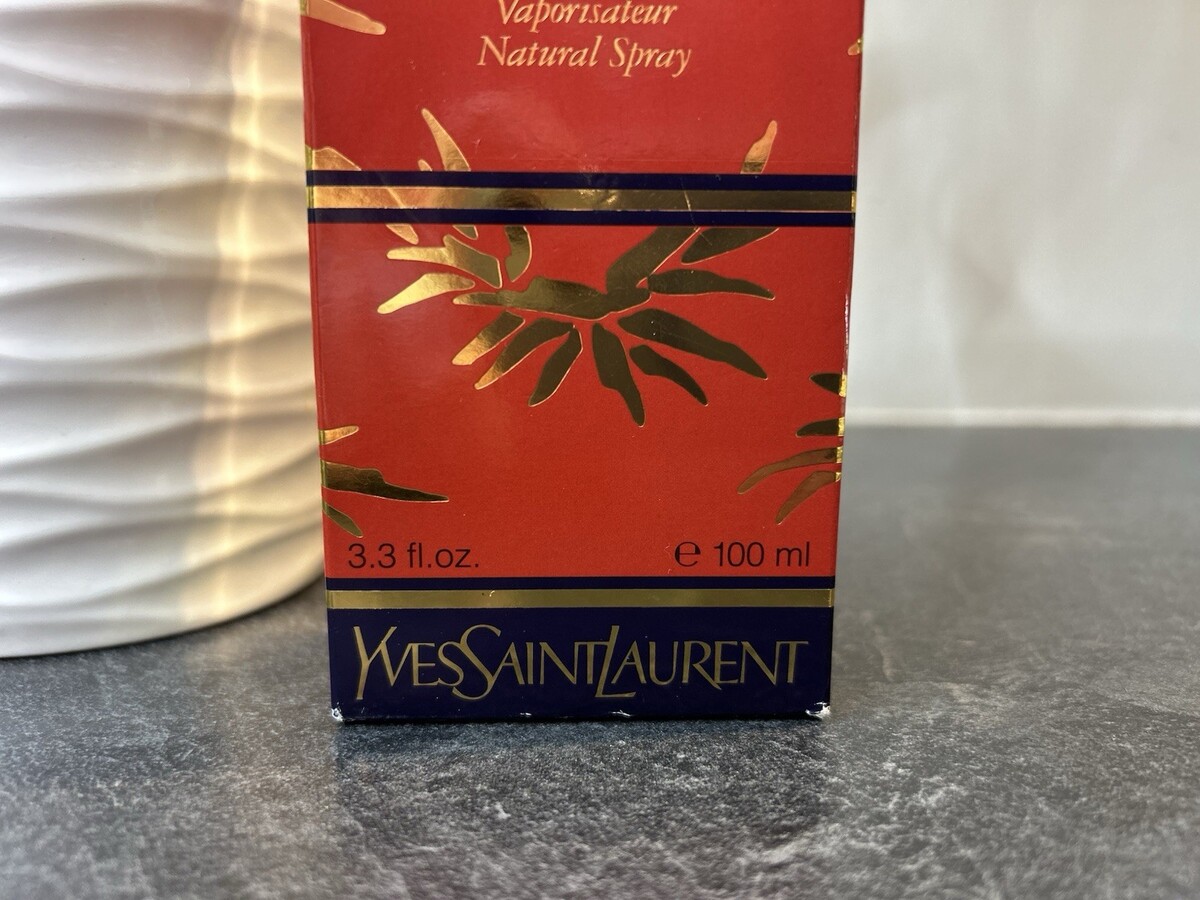 Vaporisateur
Natural Spray
3.3 fl.oz. ℮ 100 ml
YVESSAINTLAURENT